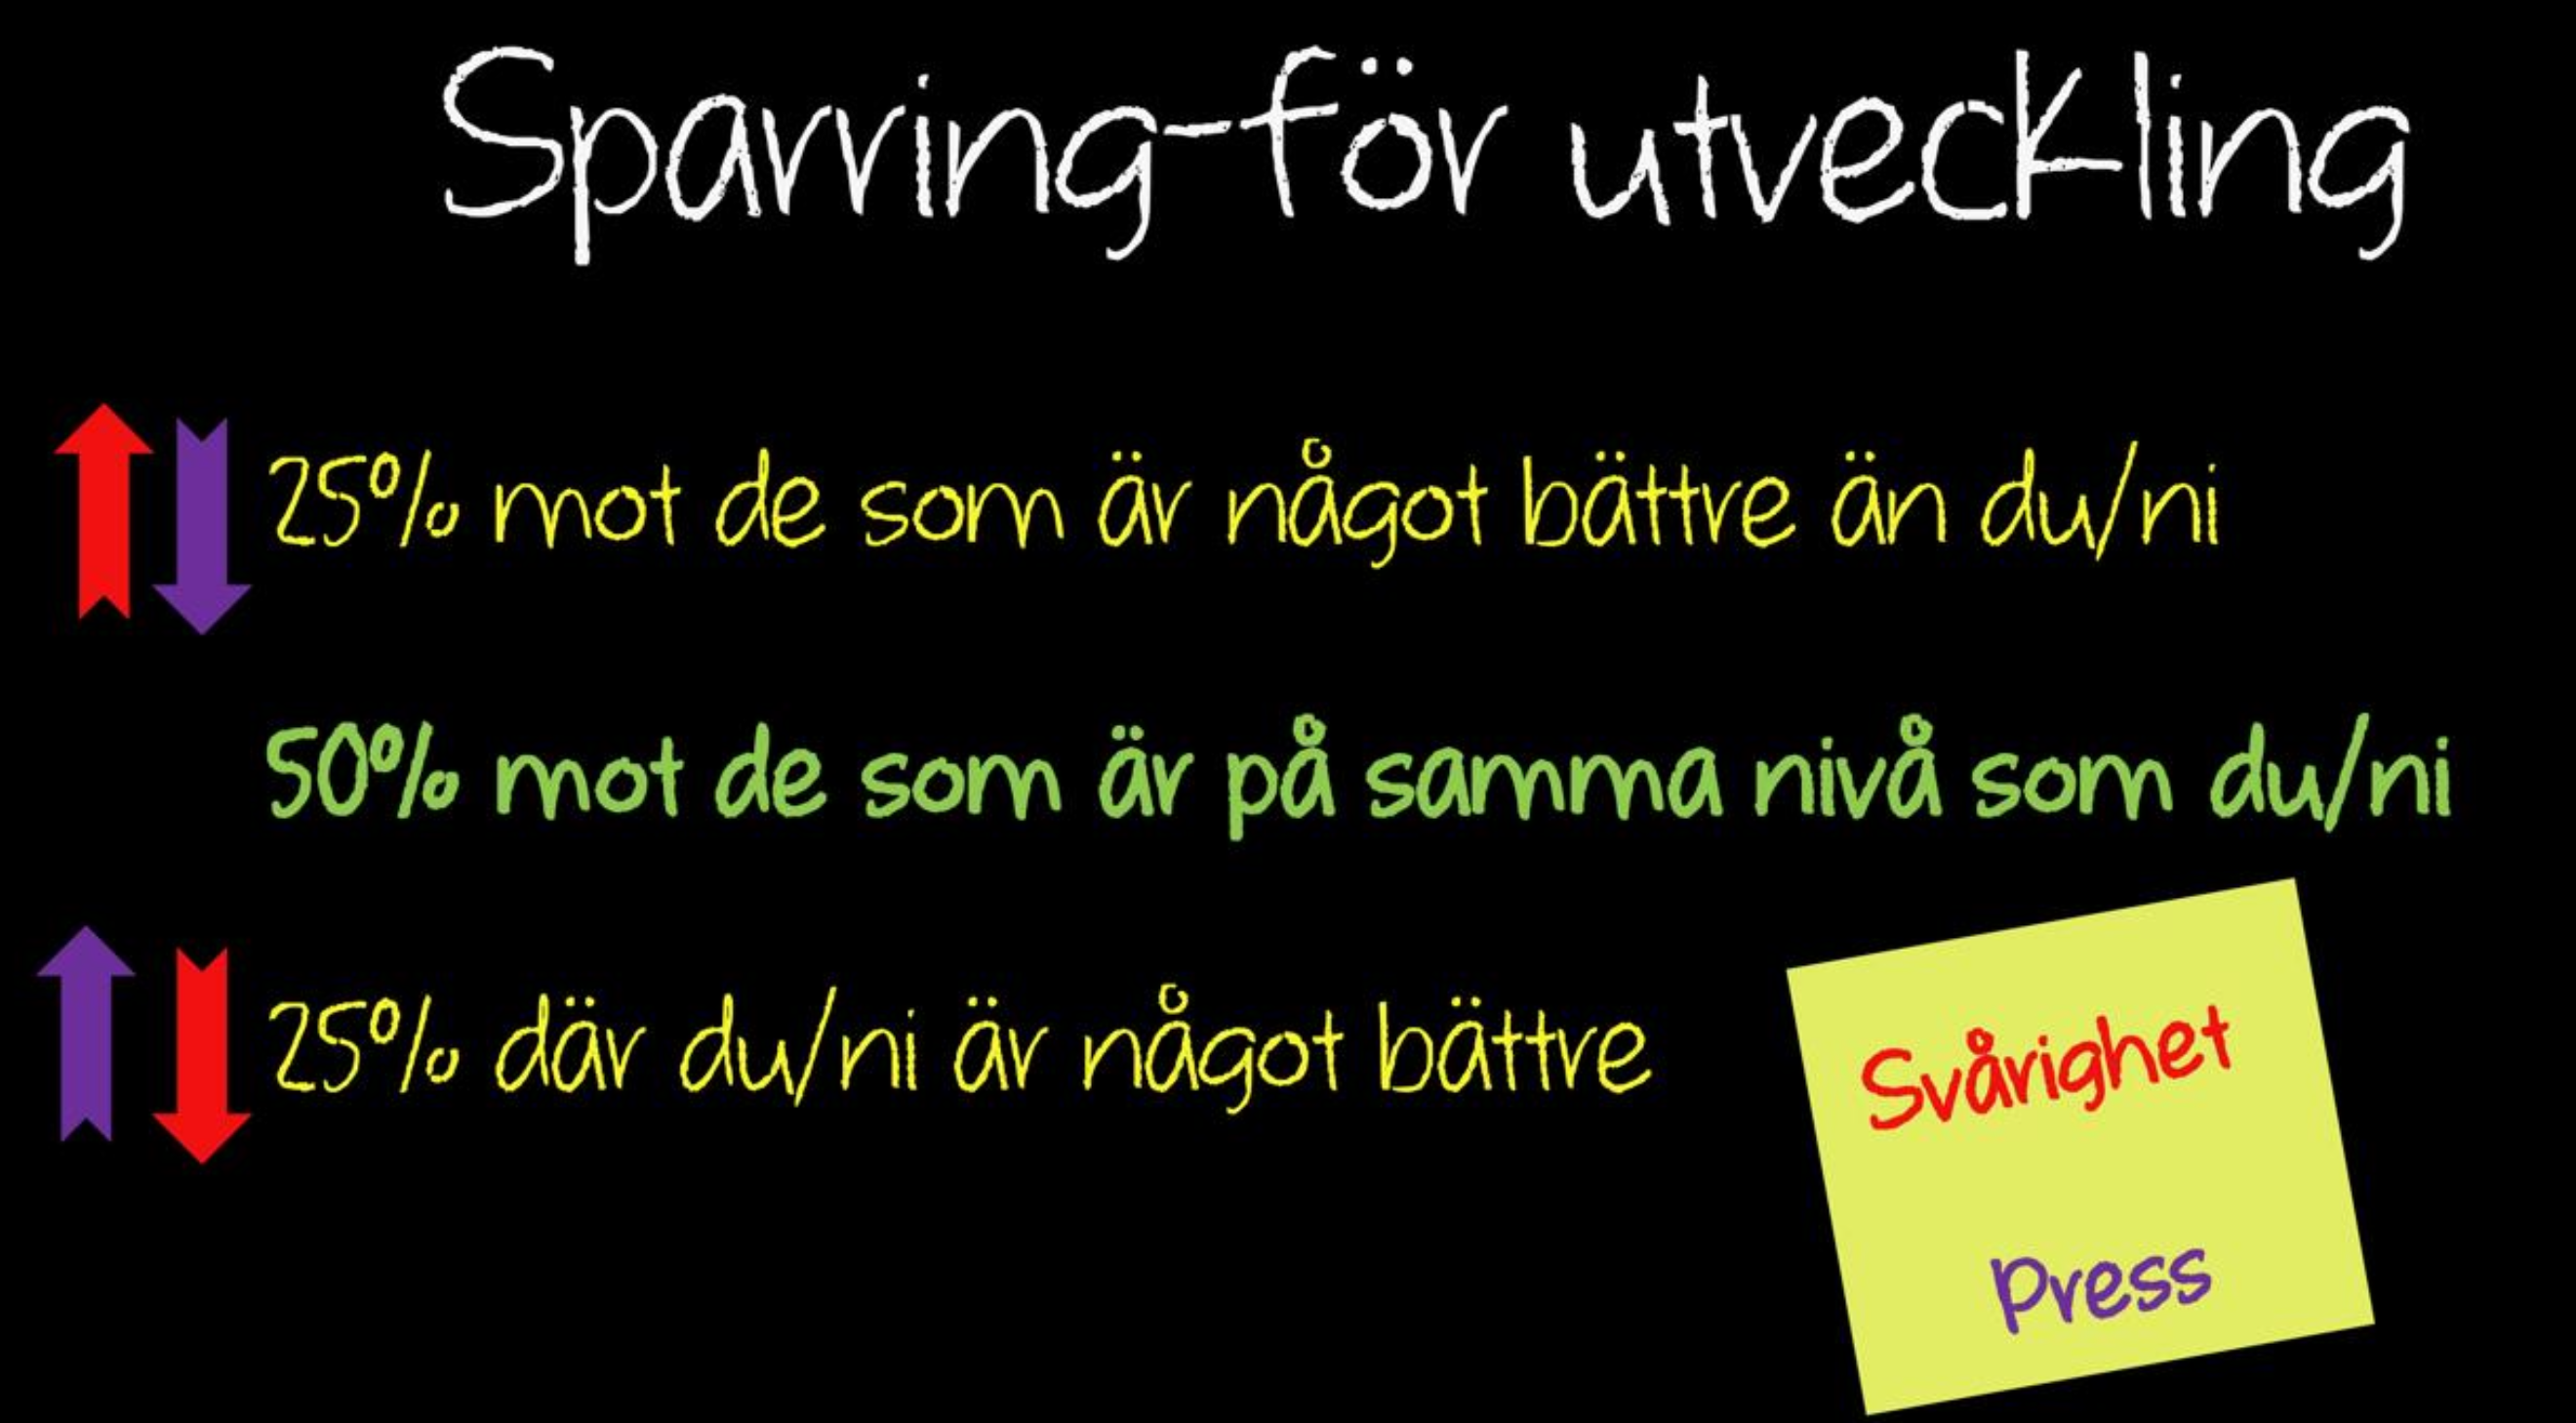 Sparring-för utveckling
25% mot de som är något bättre än du/ni
50% mot de som är på samma nivå som du/ni
25% där du/ni är något bättre
Svårighet
Press